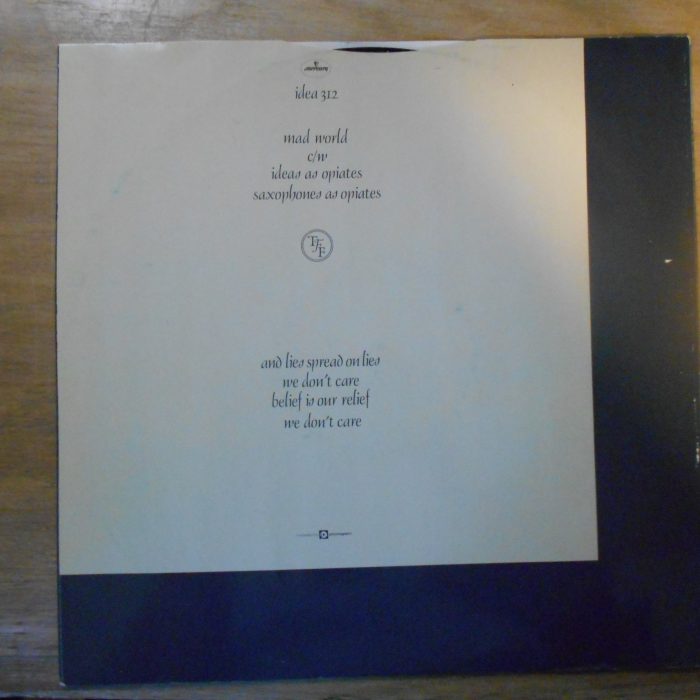 idea 312
mad world
c/w
ideas as opiates
saxophones as opiates
TFF
and lies spread on lies
we don't care
belief is our relief
we don't care